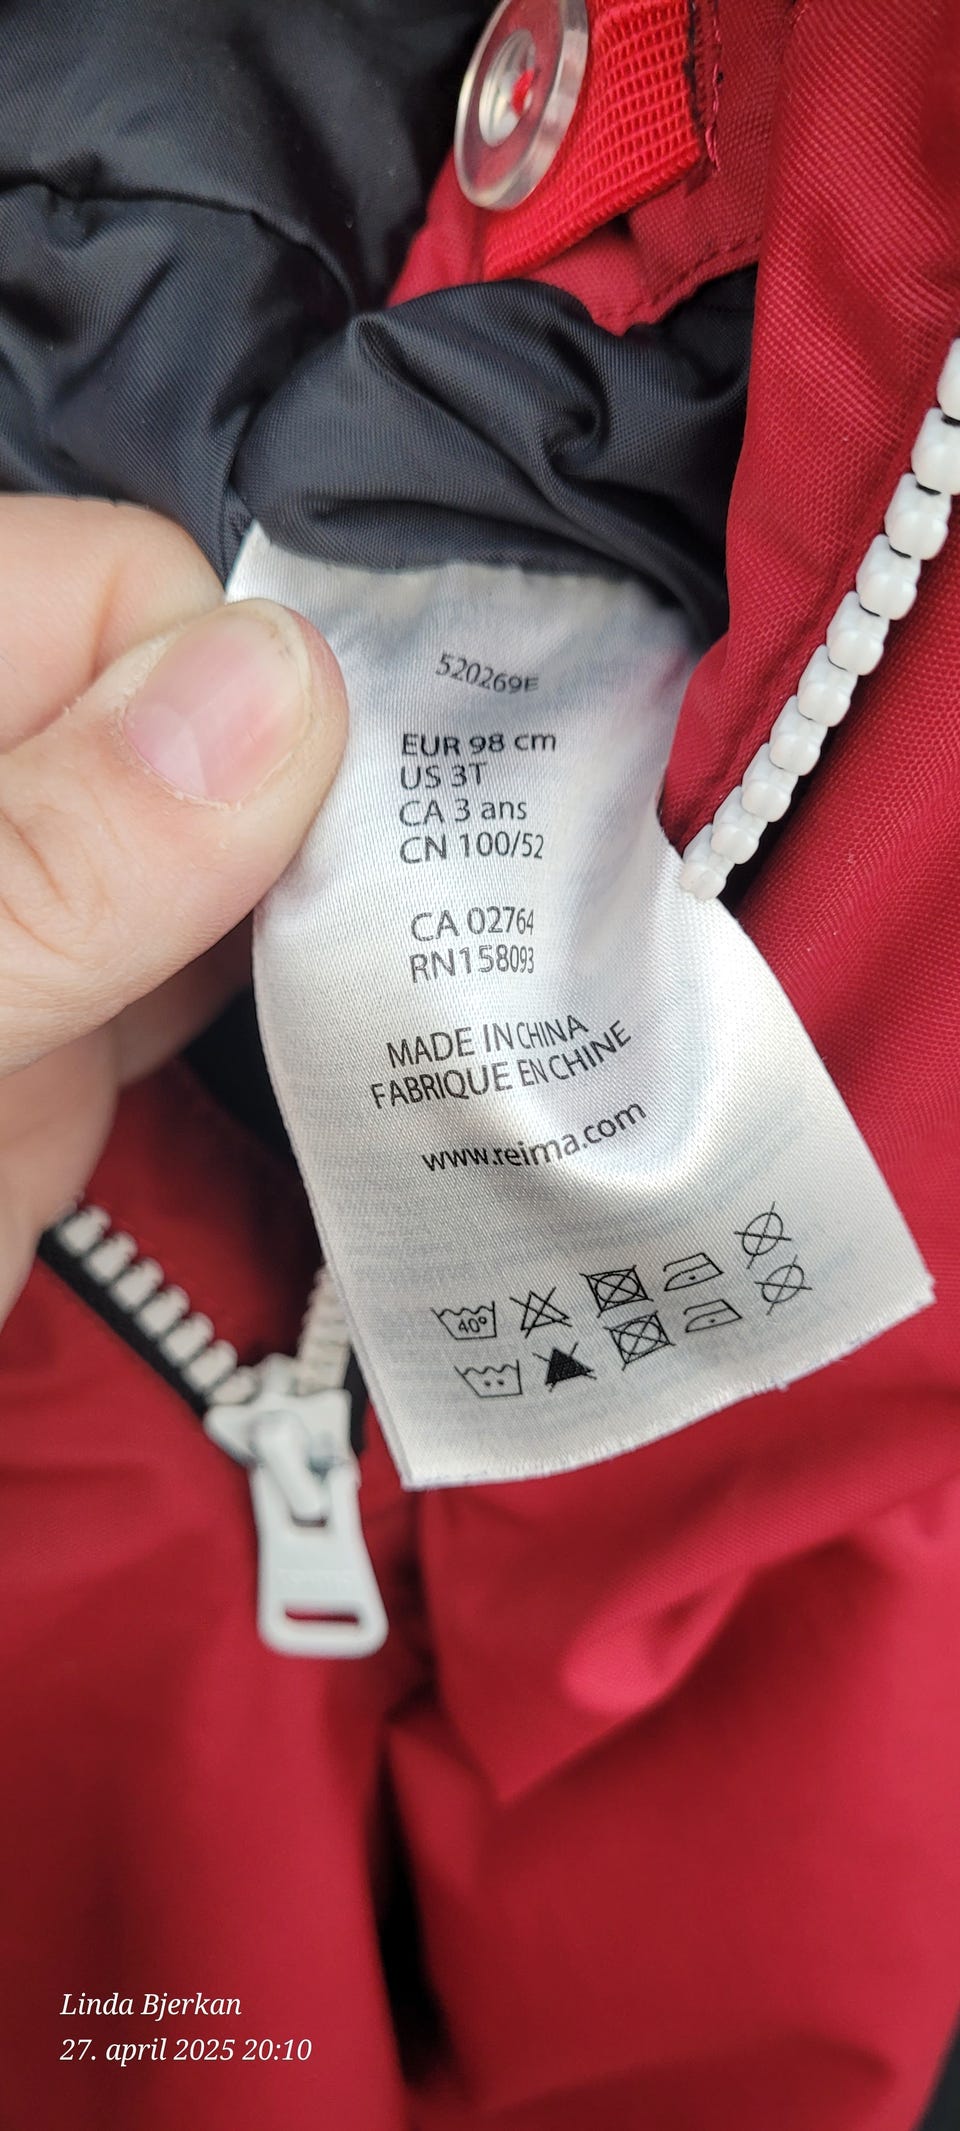 520269E
EUR 98 cm
US 3T
CA 3 ans
CN 100/52
CA 02764
RN158093
MADE IN CHINA
FABRIQUE EN CHINE
www.reima.com
40°
Linda Bjerkan
27. april 2025 20:10